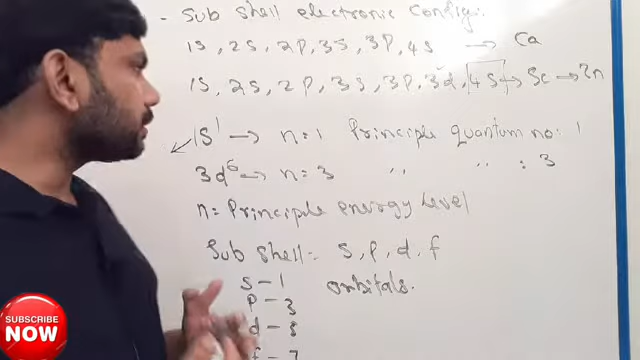 - Sub shell electronic config:
1s, 2s, 2p, 3s, 3p, 4s → Ca
1s, 2s, 2p, 3s, 3p, 3d, 4s → Sc → Zn
1s¹ → n=1 Principle quantum no: 1
3d⁶ → n=3 ,, ,, : 3
n= Principle energy level
Sub shell= s, p, d, f
s - 1 orbitals.
p - 3
d - 5
f - 7
SUBSCRIBE
NOW